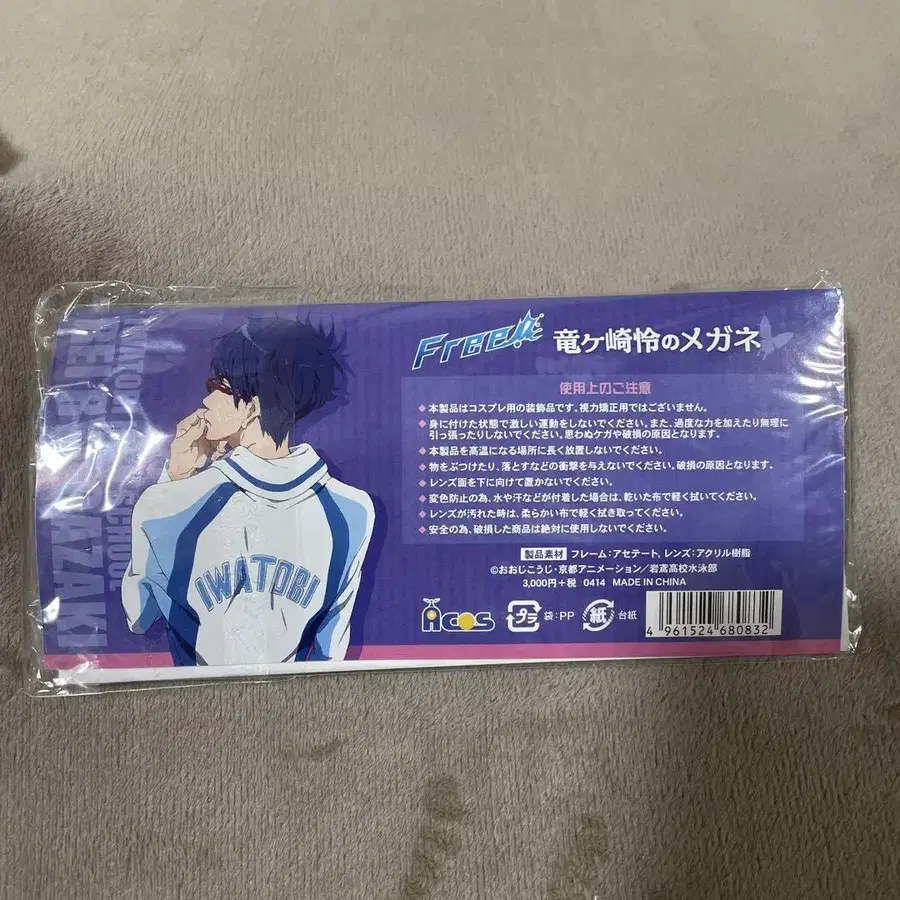 Free!
竜ヶ崎怜のメガネ
使用上のご注意
◆本製品はコスプレ用の装飾品です。視力矯正用ではございません。
◆身に付けた状態で激しい運動をしないでください。また、過度な力を加えたり無理に
引っ張ったりしないでください。思わぬケガや破損の原因となります。
◆本製品を高温になる場所に長く放置しないでください。
◆物をぶつけたり、落とすなどの衝撃を与えないでください。破損の原因となります。
◆レンズ面を下に向けて置かないでください。
◆変色防止の為、水や汗などが付着した場合は、乾いた布で軽く拭いてください。
◆レンズが汚れた時は、柔らかい布で軽く拭き取ってください。
◆安全の為、破損した商品は絶対に使用しないでください。
製品素材 フレーム:アセテート、レンズ:アクリル樹脂
©おおじこうじ・京都アニメーション/岩鳶高校水泳部
3,000円+税 0414 MADE IN CHINA
acos
プラ 袋:PP
紙 台紙
4 961524 680832
IWATOBI